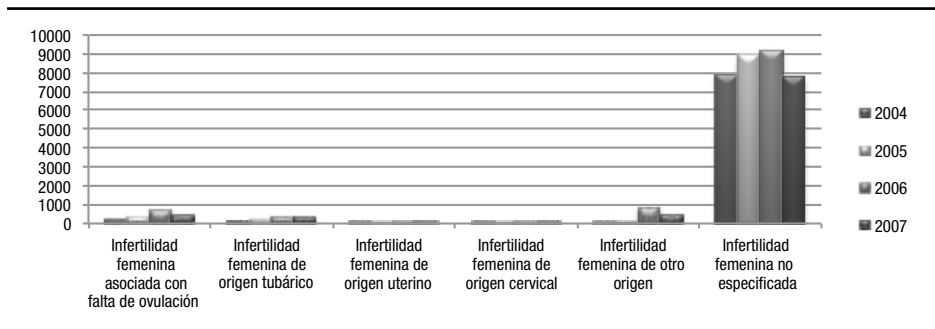 10000
9000
8000
7000
6000
5000
4000
3000
2000
1000
0
Infertilidad
femenina
asociada con
falta de ovulación
Infertilidad
femenina de
origen tubárico
Infertilidad
femenina de
origen uterino
Infertilidad
femenina de
origen cervical
Infertilidad
femenina de otro
origen
Infertilidad
femenina no
especificada
2004
2005
2006
2007